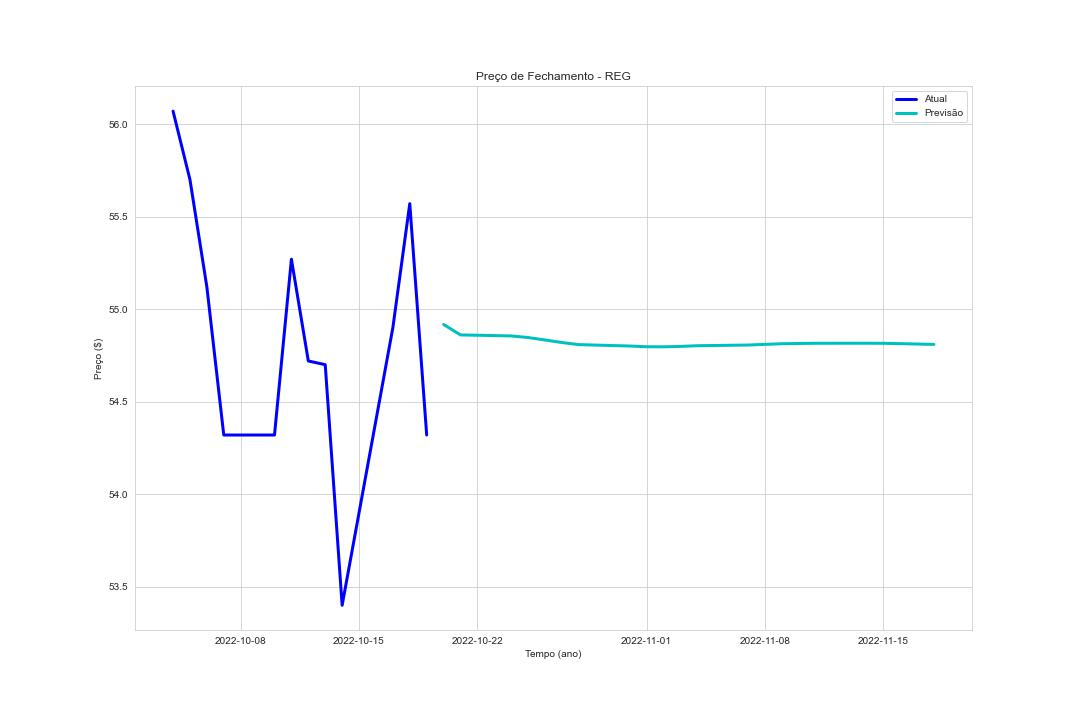 Preço de Fechamento - REG
Atual
Previsão
56.0
55.5
55.0
54.5
54.0
53.5
Preço ($)
2022-10-08
2022-10-15
2022-10-22
2022-11-01
2022-11-08
2022-11-15
Tempo (ano)